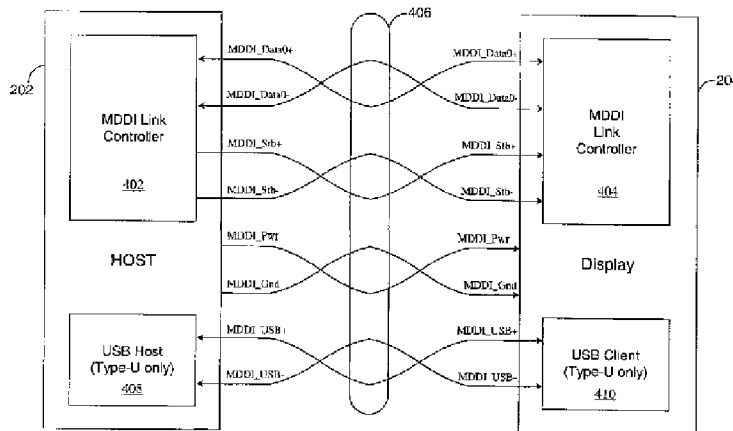 406
202
MDDI_Data0+
MDDI_Data0+
MDDI_Data0-
MDDI_Data0-
MDDI Link
Controller
402
MDDI
Link
Controller
404
MDDI_Stb+
MDDI_Stb+
MDDI_Stb-
MDDI_Stb-
MDDI_Pwr
MDDI_Pwr
HOST
Display
MDDI_Gnd
MDDI_Gnd
MDDI_USB+
MDDI_USB+
USB Host
(Type-U only)
408
USB Client
(Type-U only)
410
MDDI_USB-
MDDI_USB-